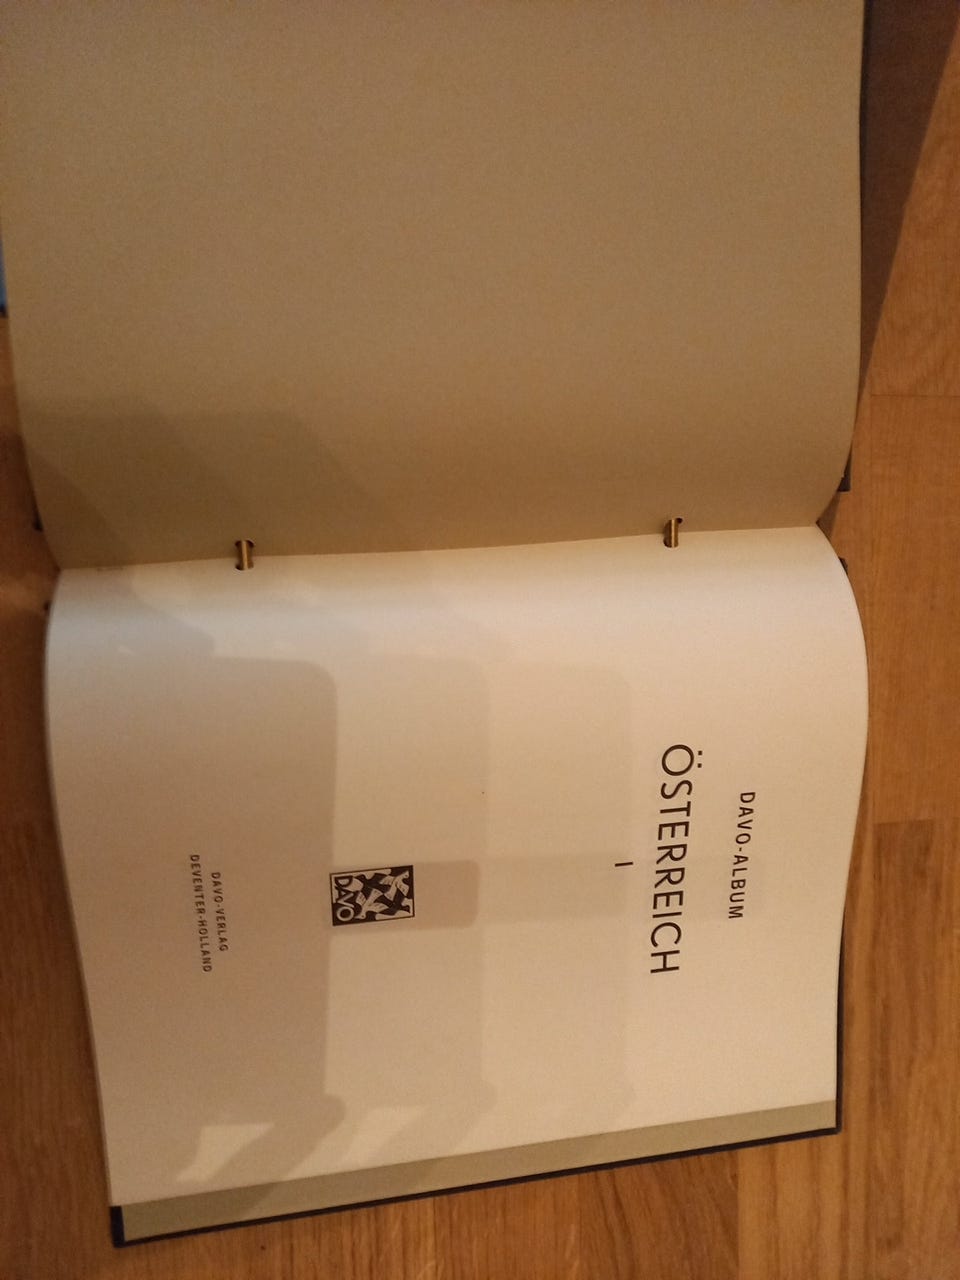 DAVO-ALBUM
ÖSTERREICH
I
DAVO
DAVO-VERLAG
DEVENTER-HOLLAND